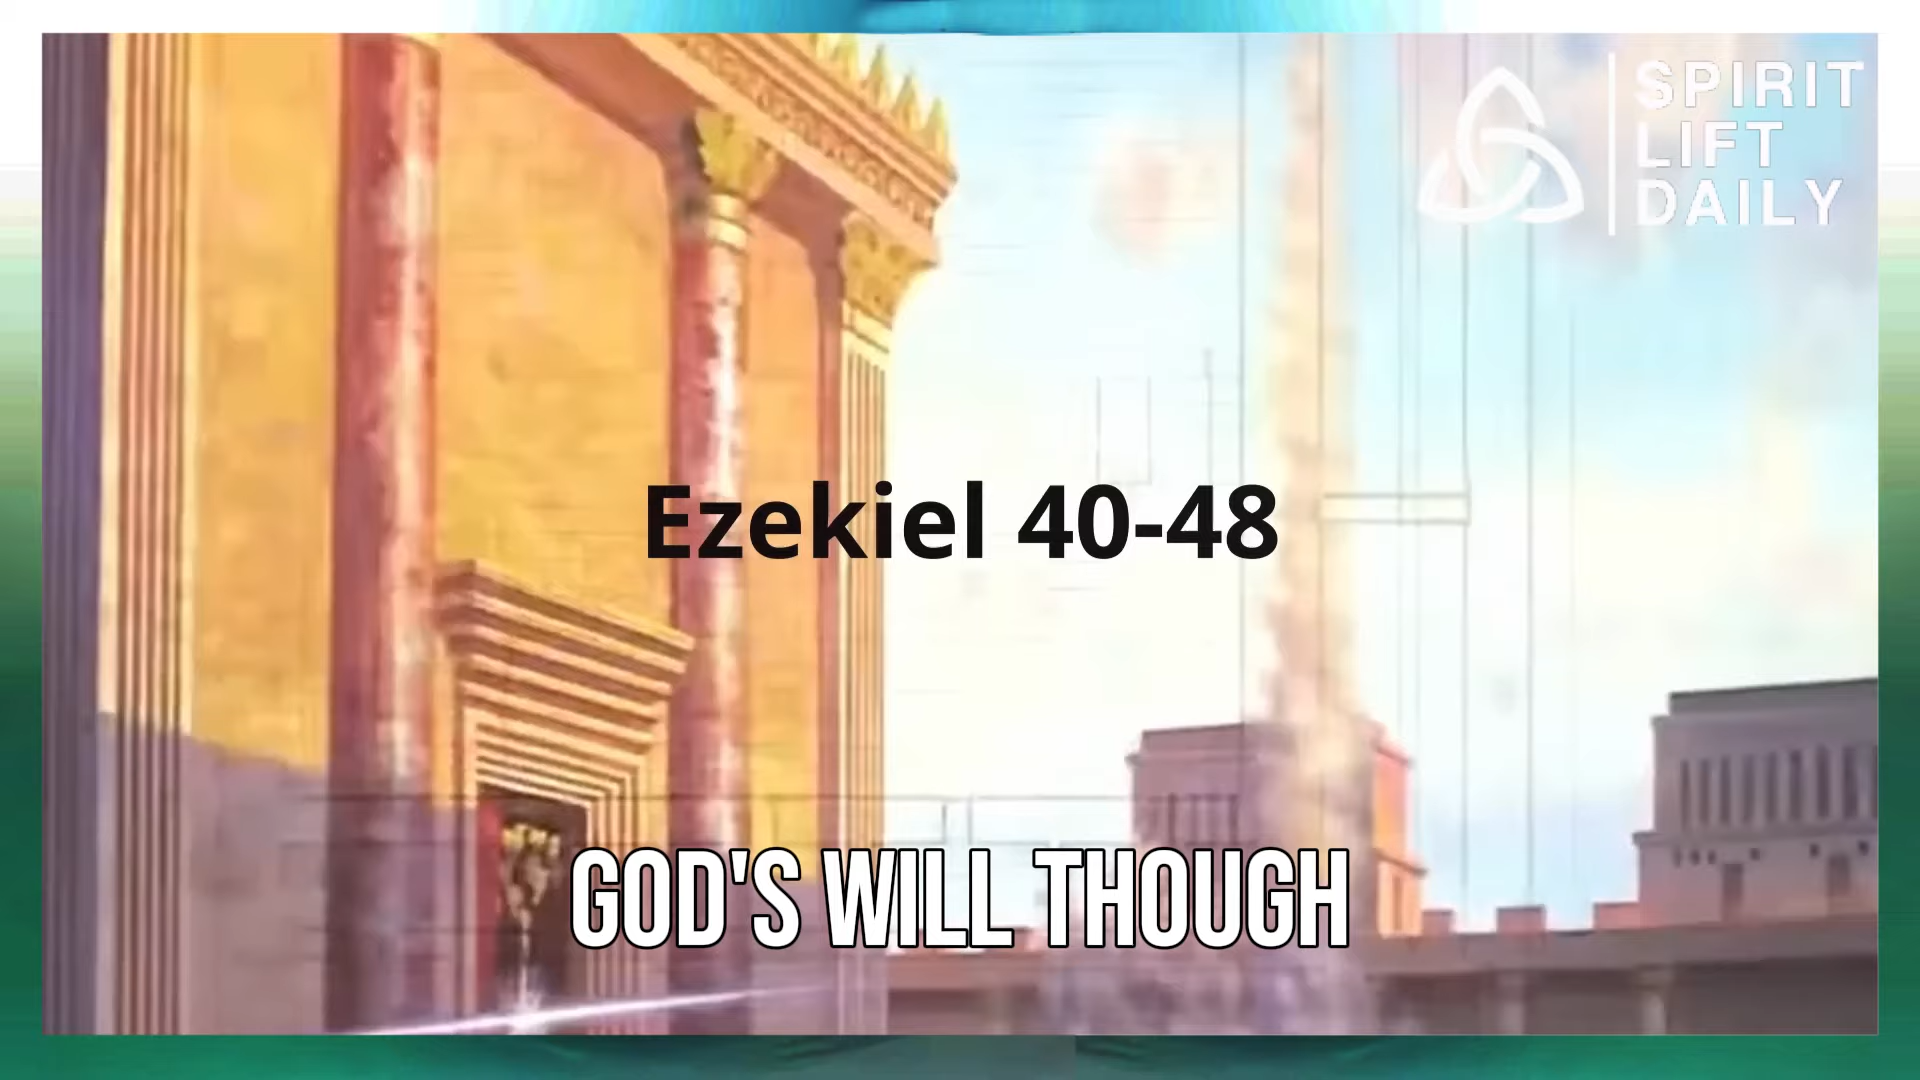 SPIRIT
LIFT
DAILY
Ezekiel 40-48
GOD'S WILL THOUGH